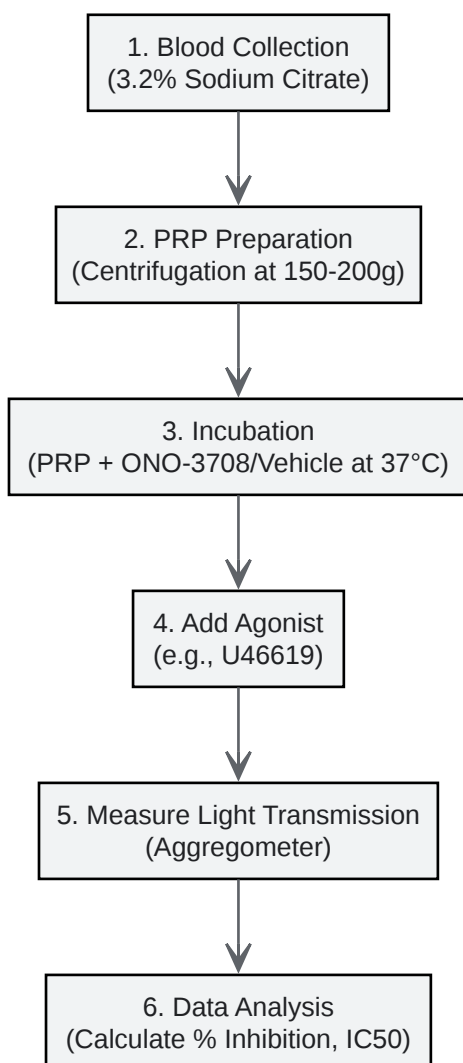 1. Blood Collection
(3.2% Sodium Citrate)
2. PRP Preparation
(Centrifugation at 150-200g)
3. Incubation
(PRP + ONO-3708/Vehicle at 37°C)
4. Add Agonist
(e.g., U46619)
5. Measure Light Transmission
(Aggregometer)
6. Data Analysis
(Calculate % Inhibition, IC50)